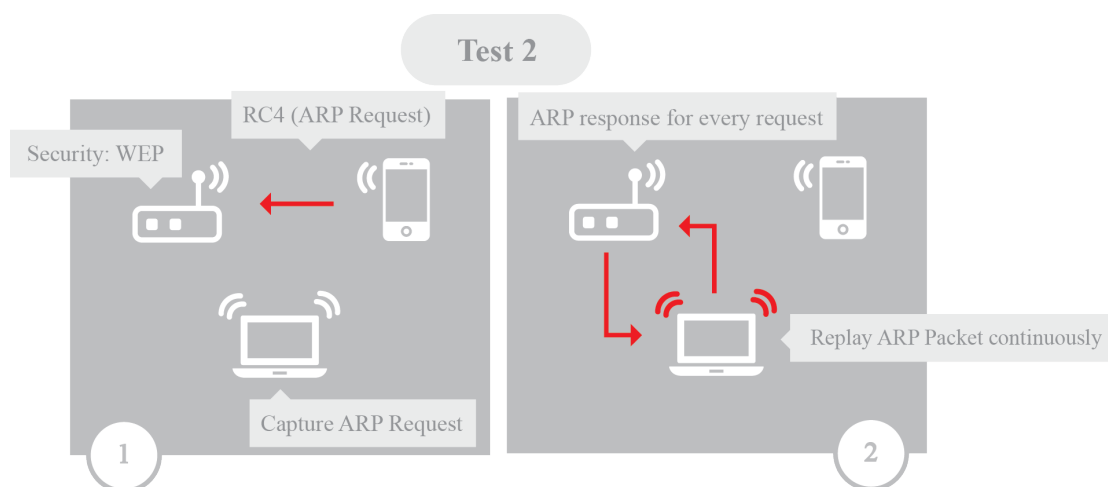 Test 2
RC4 (ARP Request)
Security: WEP
Capture ARP Request
1
ARP response for every request
Replay ARP Packet continuously
2